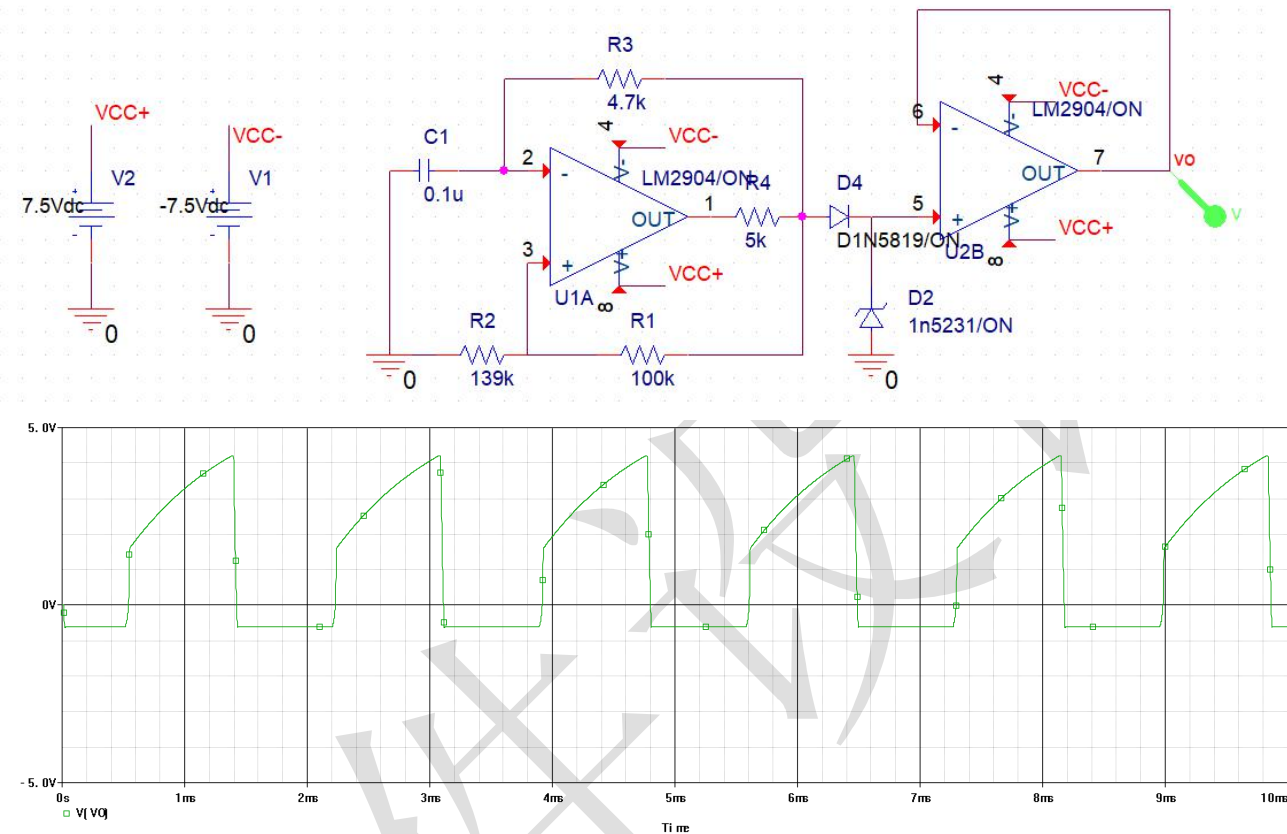 R3
4.7k
VCC+
V2
7.5Vdc
0
VCC-
V1
-7.5Vdc
0
C1
0.1u
2
-
4
V-
VCC-
LM2904/ON
OUT
1
3
+
V+
8
VCC+
U1A
R4
5k
R2
139k
R1
100k
0
D4
D1N5819/ON
6
-
4
V-
VCC-
LM2904/ON
OUT
7
vo
V
5
+
V+
8
VCC+
U2B
D2
1n5231/ON
0
5.0V
0V
-5.0V
0s 1ms 2ms 3ms 4ms 5ms 6ms 7ms 8ms 9ms 10ms
V(VO)
Time